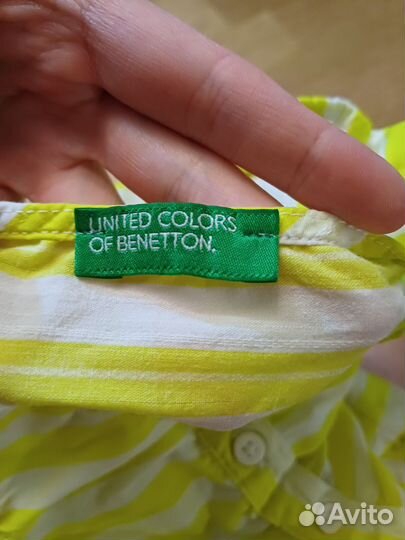 UNITED COLORS
OF BENETTON.
Avito